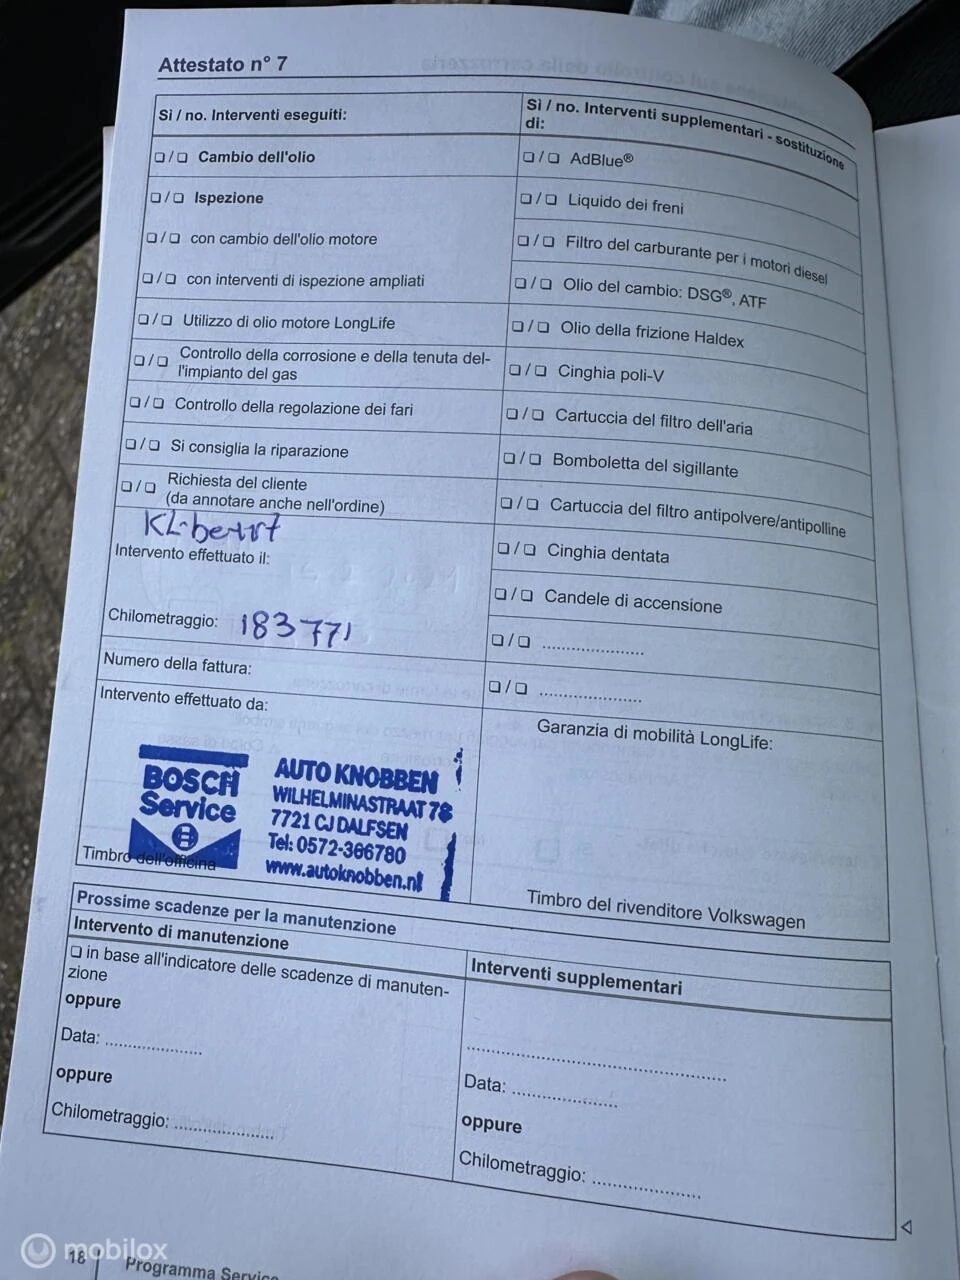 Attestato n° 7
Sì / no. Interventi eseguiti:
❑ / ❑ Cambio dell'olio
❑ / ❑ Ispezione
❑ / ❑ con cambio dell'olio motore
❑ / ❑ con interventi di ispezione ampliati
❑ / ❑ Utilizzo di olio motore LongLife
❑ / ❑ Controllo della corrosione e della tenuta del-
l'impianto del gas
❑ / ❑ Controllo della regolazione dei fari
❑ / ❑ Si consiglia la riparazione
❑ / ❑ Richiesta del cliente
(da annotare anche nell'ordine)
Intervento effettuato il:
Chilometraggio: 183771
Numero della fattura:
Intervento effettuato da:
BOSCH
Service
AUTO KNOBBEN
WILHELMINASTRAAT 78
7721 CJ DALFSEN
Tel: 0572-366780
www.autoknobben.nl
Timbro dell'officina
Sì / no. Interventi supplementari - sostituzione
di:
❑ / ❑ AdBlue®
❑ / ❑ Liquido dei freni
❑ / ❑ Filtro del carburante per i motori diesel
❑ / ❑ Olio del cambio: DSG®, ATF
❑ / ❑ Olio della frizione Haldex
❑ / ❑ Cinghia poli-V
❑ / ❑ Cartuccia del filtro dell'aria
❑ / ❑ Bomboletta del sigillante
❑ / ❑ Cartuccia del filtro antipolvere/antipolline
❑ / ❑ Cinghia dentata
❑ / ❑ Candele di accensione
❑ / ❑ ......................
❑ / ❑ ......................
Garanzia di mobilità LongLife:
Timbro del rivenditore Volkswagen
Prossime scadenze per la manutenzione
Intervento di manutenzione
❑ in base all'indicatore delle scadenze di manuten-
zione
oppure
Data: .....................
oppure
Chilometraggio: .....................
Interventi supplementari
.......................................................
Data: .......................
oppure
Chilometraggio: .......................
18 Programma Service
mobilox